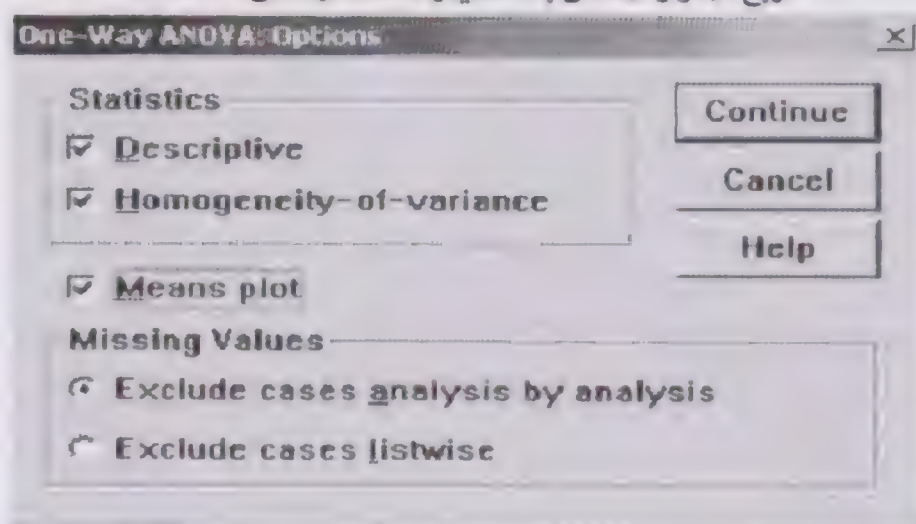 One-Way ANOVA: Options
Statistics
Descriptive
Homogeneity-of-variance
Means plot
Missing Values
Exclude cases analysis by analysis
Exclude cases listwise
Continue
Cancel
Help